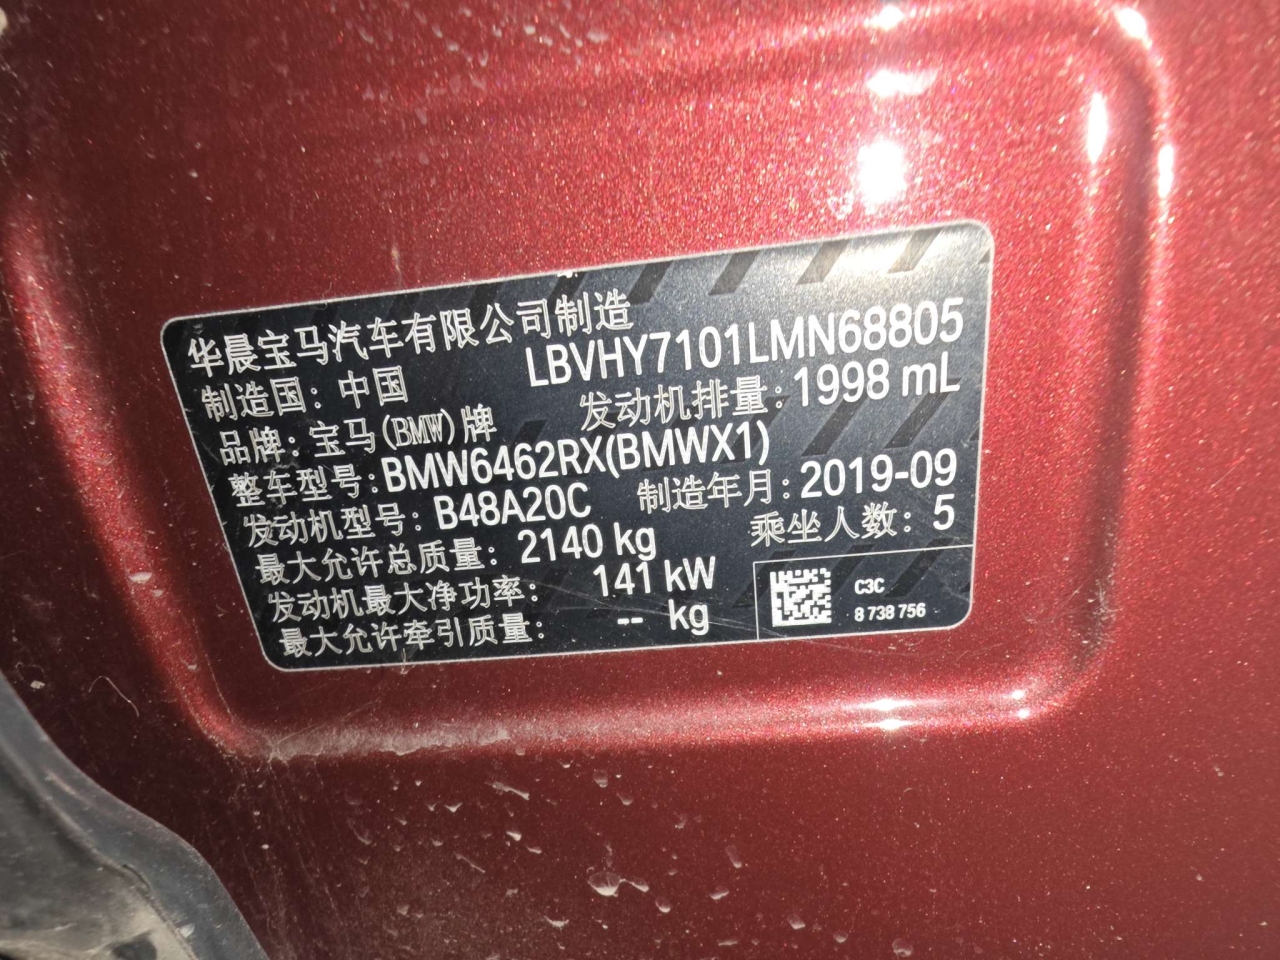 华晨宝马汽车有限公司制造
制造国：中国 LBVHY7101LMN68805
品牌：宝马(BMW)牌 发动机排量：1998 mL
整车型号：BMW6462RX(BMWX1)
发动机型号：B48A20C 制造年月：2019-09
最大允许总质量：2140 kg 乘坐人数：5
发动机最大净功率： 141 kW
最大允许牵引质量： -- kg
C3C
8 738 756